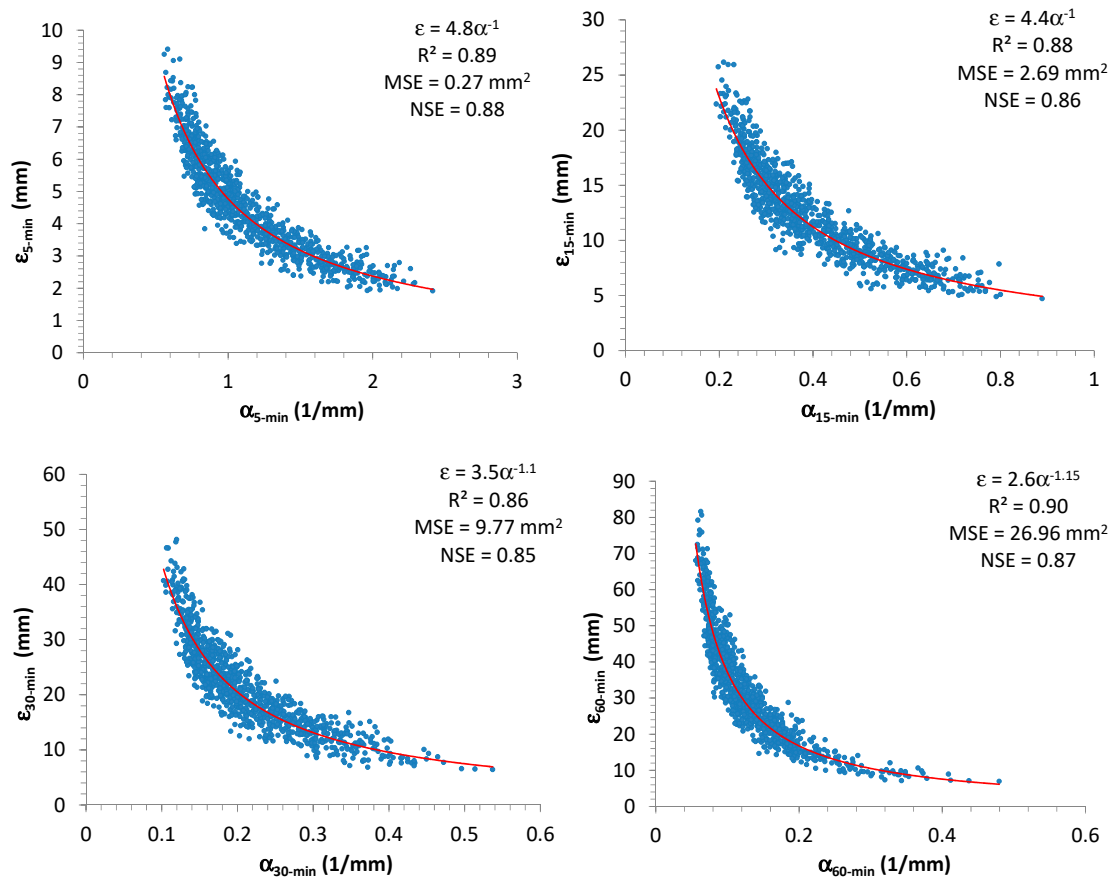 ε = 4.8α⁻¹
R² = 0.89
MSE = 0.27 mm²
NSE = 0.88
10
9
8
7
6
5
4
3
2
1
0
ε5-min (mm)
0 1 2 3
α5-min (1/mm)
ε = 4.4α⁻¹
R² = 0.88
MSE = 2.69 mm²
NSE = 0.86
30
25
20
15
10
5
0
ε15-min (mm)
0 0.2 0.4 0.6 0.8 1
α15-min (1/mm)
ε = 3.5α⁻¹·¹
R² = 0.86
MSE = 9.77 mm²
NSE = 0.85
60
50
40
30
20
10
0
ε30-min (mm)
0 0.1 0.2 0.3 0.4 0.5 0.6
α30-min (1/mm)
ε = 2.6α⁻¹·¹⁵
R² = 0.90
MSE = 26.96 mm²
NSE = 0.87
90
80
70
60
50
40
30
20
10
0
ε60-min (mm)
0 0.2 0.4 0.6
α60-min (1/mm)